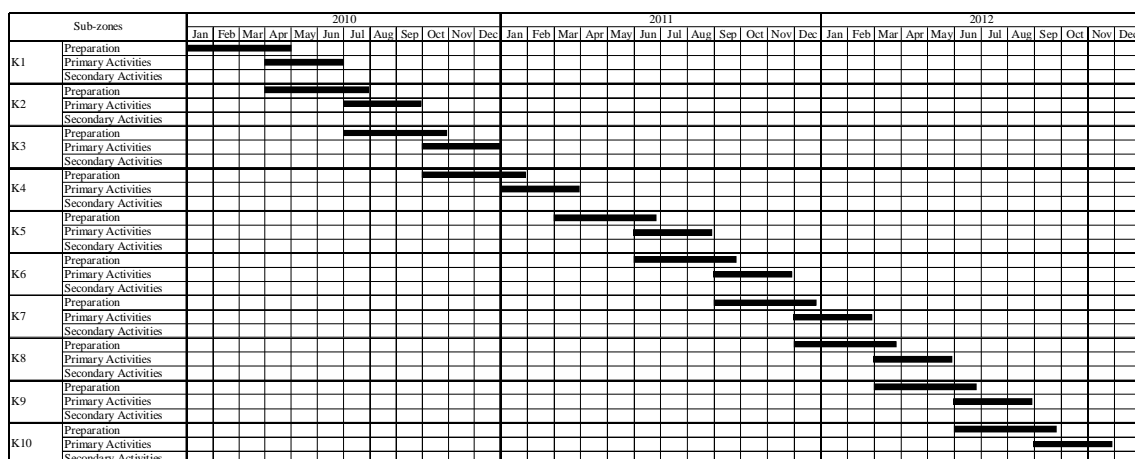 Sub-zones 2010 2011 2012
Jan Feb Mar Apr May Jun Jul Aug Sep Oct Nov Dec Jan Feb Mar Apr May Jun Jul Aug Sep Oct Nov Dec Jan Feb Mar Apr May Jun Jul Aug Sep Oct Nov Dec
K1 Preparation
Primary Activities
Secondary Activities
K2 Preparation
Primary Activities
Secondary Activities
K3 Preparation
Primary Activities
Secondary Activities
K4 Preparation
Primary Activities
Secondary Activities
K5 Preparation
Primary Activities
Secondary Activities
K6 Preparation
Primary Activities
Secondary Activities
K7 Preparation
Primary Activities
Secondary Activities
K8 Preparation
Primary Activities
Secondary Activities
K9 Preparation
Primary Activities
Secondary Activities
K10 Preparation
Primary Activities
Secondary Activities